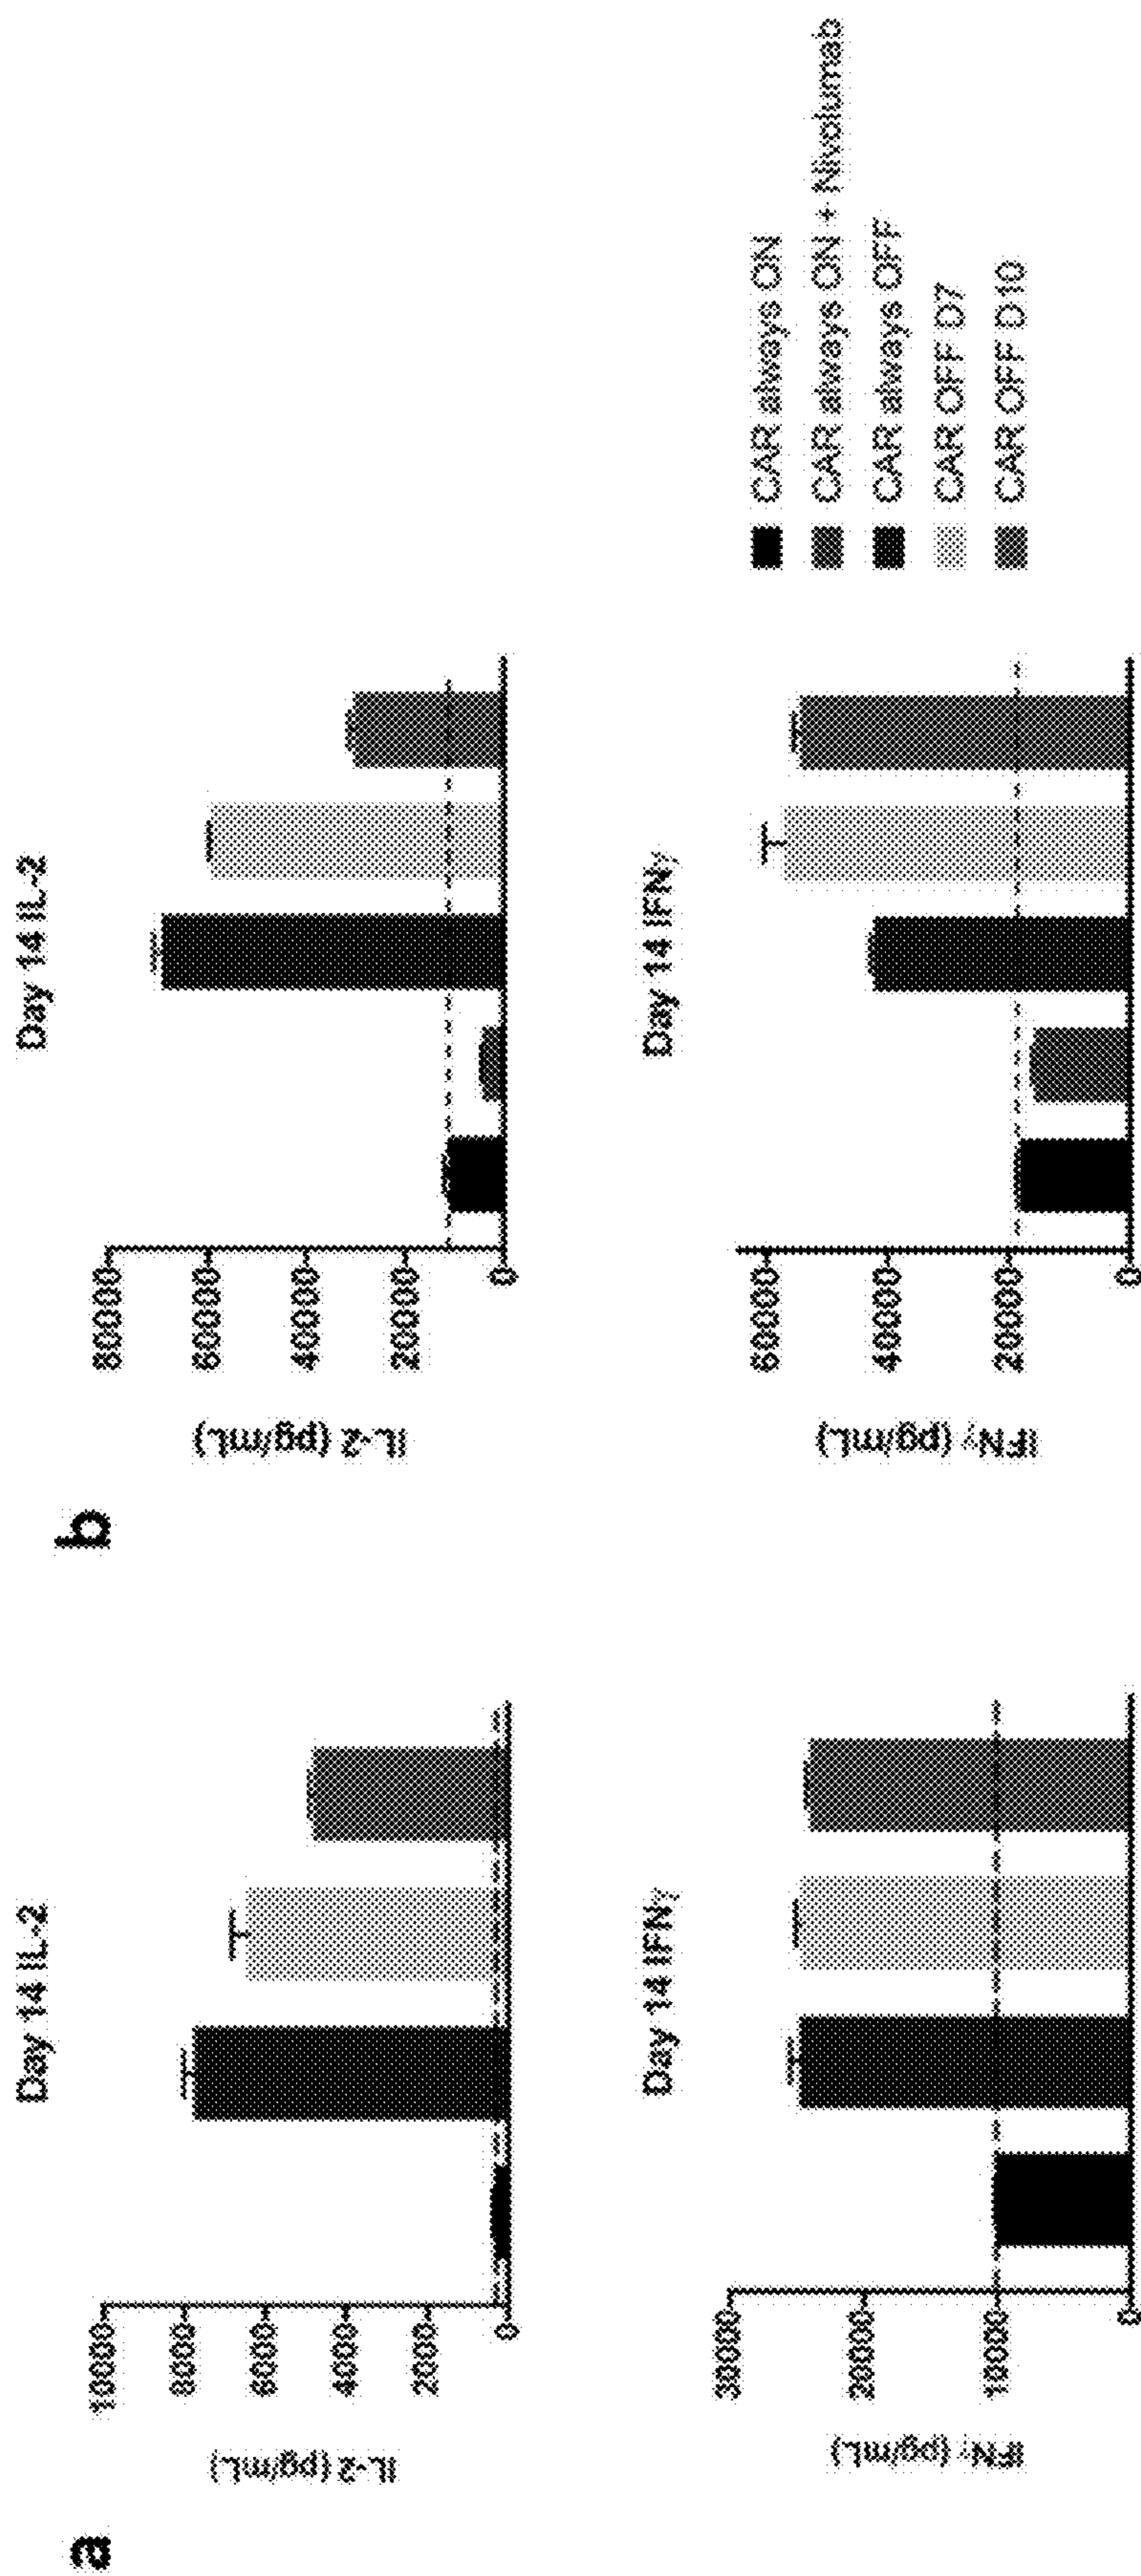 a
Day 14 IL-2
IL-2 (pg/mL)
10000
8000
6000
4000
2000
0
Day 14 IFNγ
IFNγ (pg/mL)
30000
20000
10000
0
b
Day 14 IL-2
IL-2 (pg/mL)
80000
60000
40000
20000
0
Day 14 IFNγ
IFNγ (pg/mL)
60000
40000
20000
0
CAR always ON
CAR always ON + Nivolumab
CAR always OFF
CAR OFF D7
CAR OFF D10